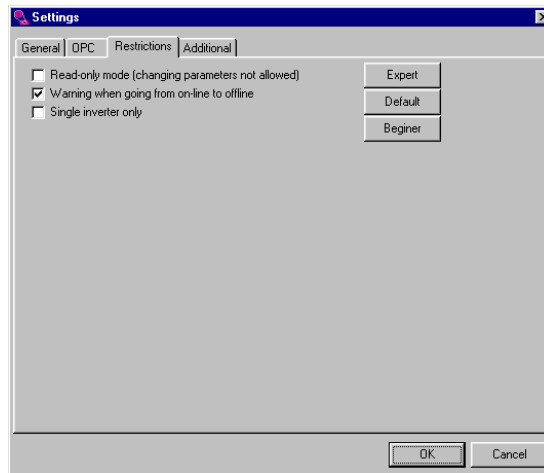 Settings
General OPC Restrictions Additional
Read-only mode (changing parameters not allowed) Expert
Warning when going from on-line to offline Default
Single inverter only Beginer
OK Cancel